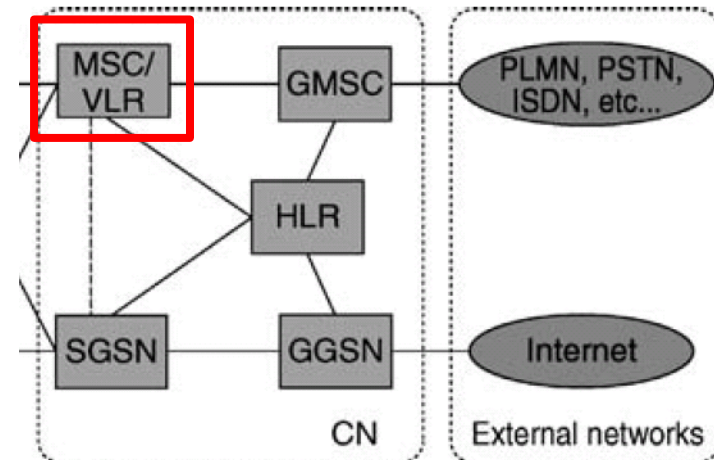 MSC/
VLR
GMSC
PLMN, PSTN,
ISDN, etc...
HLR
SGSN
GGSN
Internet
CN
External networks